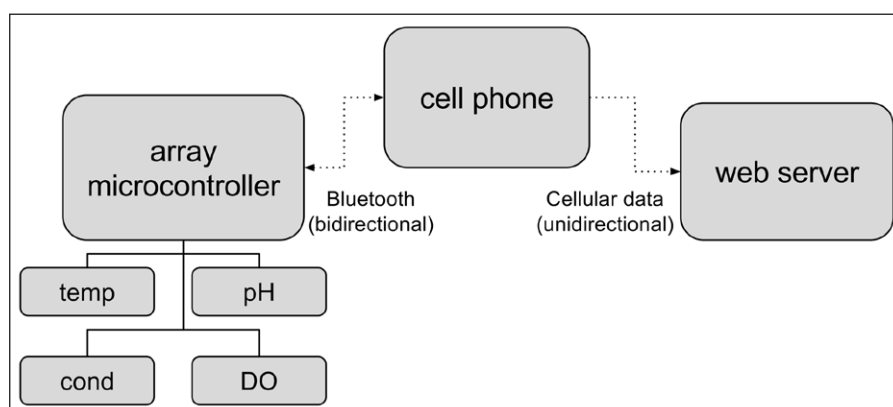 cell phone
array
microcontroller
web server
Bluetooth
(bidirectional)
Cellular data
(unidirectional)
temp
pH
cond
DO